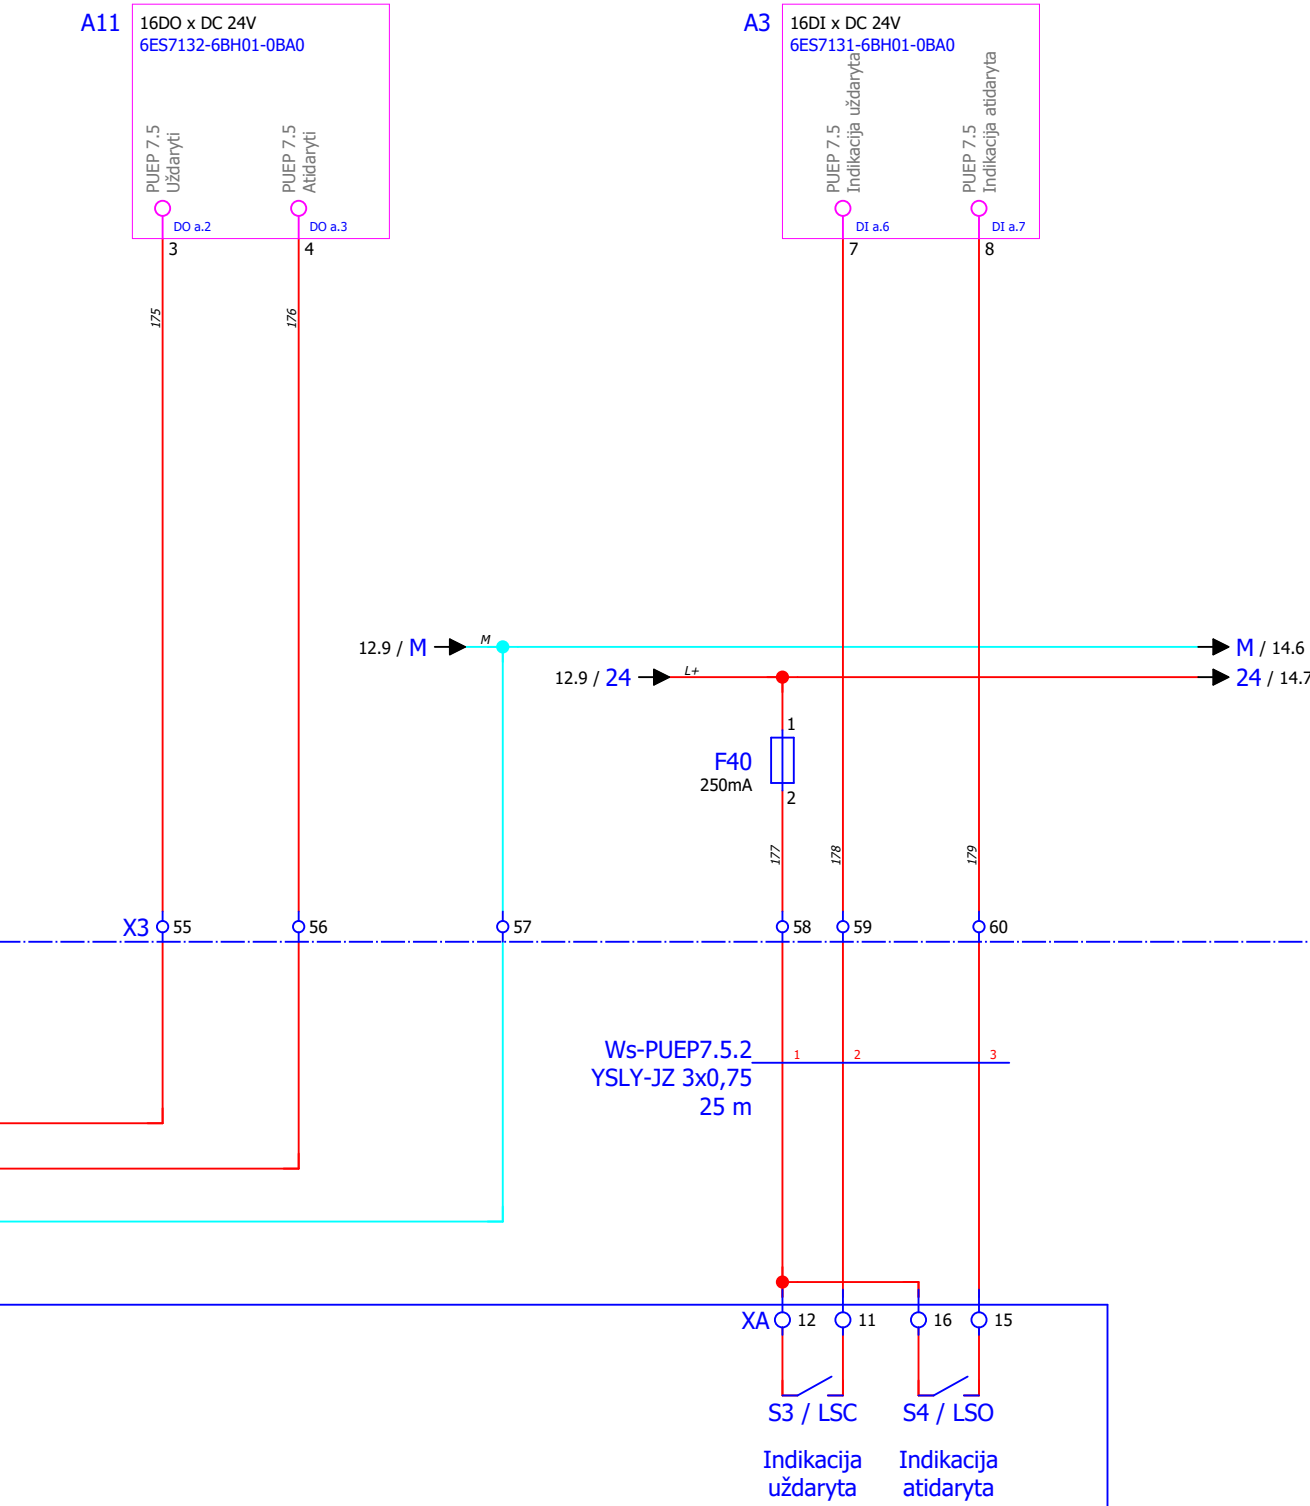 A11
16DO x DC 24V
6ES7132-6BH01-0BA0
PUEP 7.5
Uždaryti
PUEP 7.5
Atidaryti
DO a.2
DO a.3
3
4
175
176
A3
16DI x DC 24V
6ES7131-6BH01-0BA0
PUEP 7.5
Indikacija uždaryta
PUEP 7.5
Indikacija atidaryta
DI a.6
DI a.7
7
8
12.9 / M
M
M / 14.6
12.9 / 24
L+
24 / 14.7
1
F40
250mA
2
177
178
179
X3
55
56
57
58
59
60
Ws-PUEP7.5.2
1
2
3
YSLY-JZ 3x0,75
25 m
XA
12
11
16
15
S3 / LSC
S4 / LSO
Indikacija
uždaryta
Indikacija
atidaryta